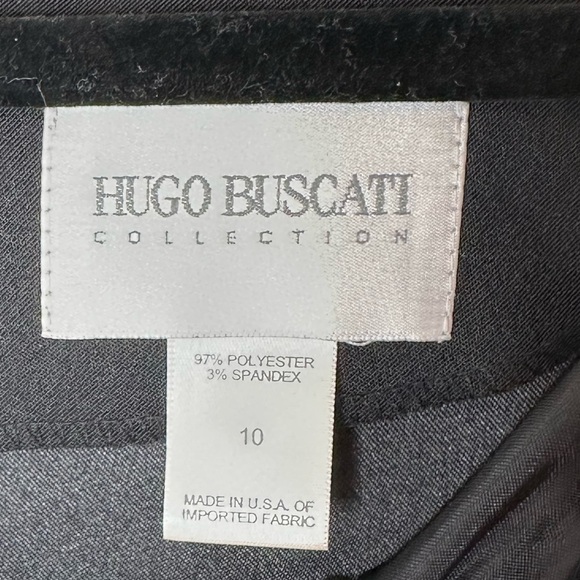 HUGO BUSCATI
COLLECTION
97% POLYESTER
3% SPANDEX
10
MADE IN U.S.A. OF
IMPORTED FABRIC